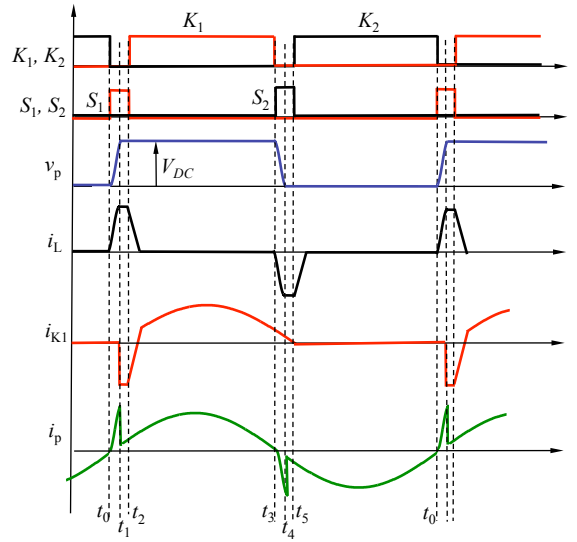 K1 K2
K1, K2
S1, S2 S1 S2
vp VDC
iL
iK1
ip
t0 t1 t2 t3 t4 t5 t0